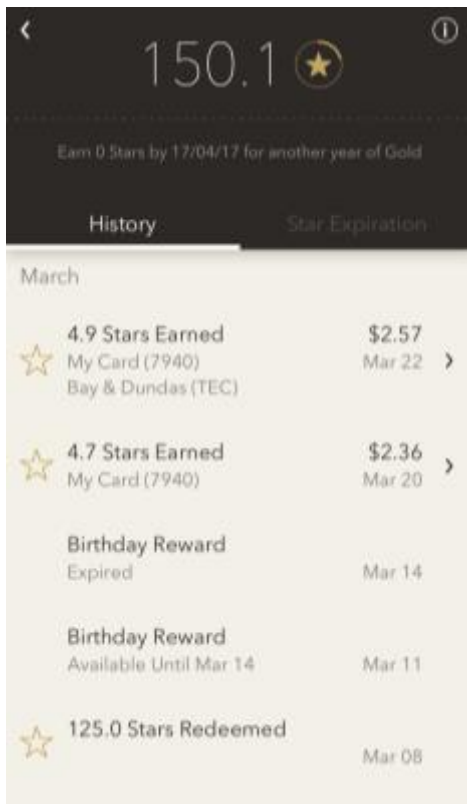 150.1
Earn 0 Stars by 17/04/17 for another year of Gold
History Star Expiration
March
4.9 Stars Earned $2.57
My Card (7940) Mar 22
Bay & Dundas (TEC)
4.7 Stars Earned $2.36
My Card (7940) Mar 20
Birthday Reward
Expired Mar 14
Birthday Reward
Available Until Mar 14 Mar 11
125.0 Stars Redeemed
Mar 08